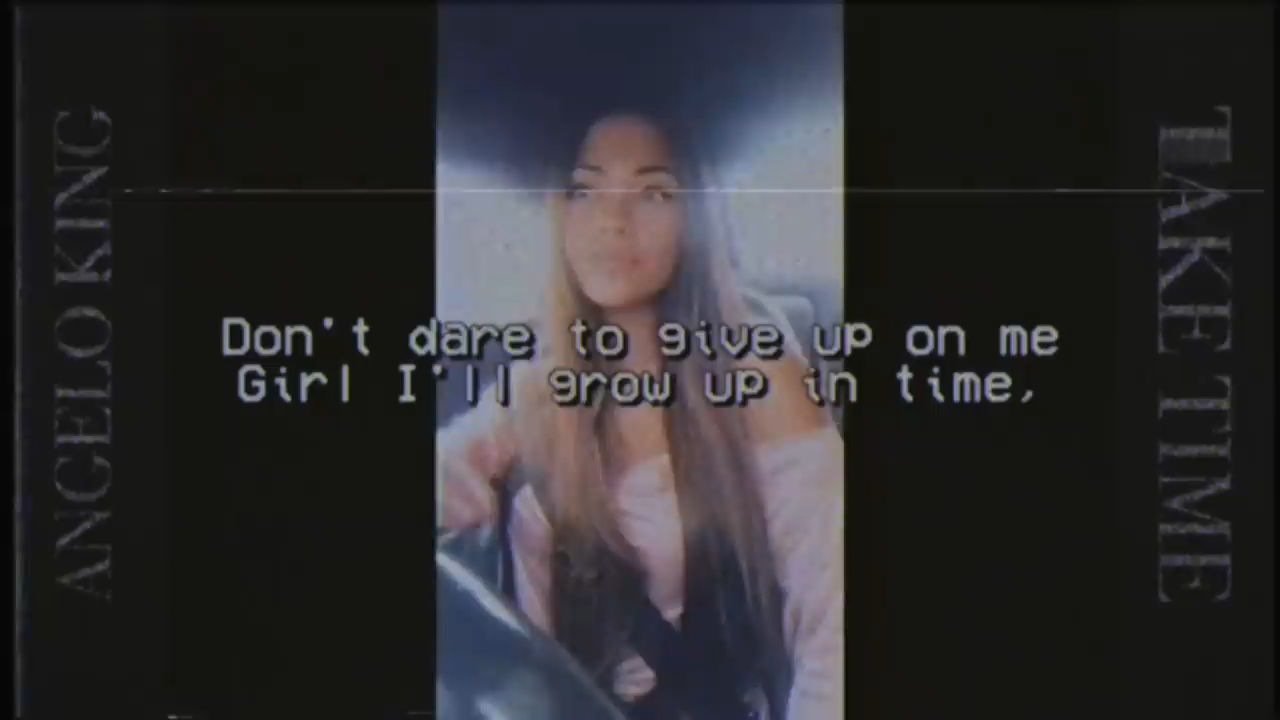 ANGELO KING
Don't dare to give up on me
Girl I'll grow up in time,
TAKE TIME